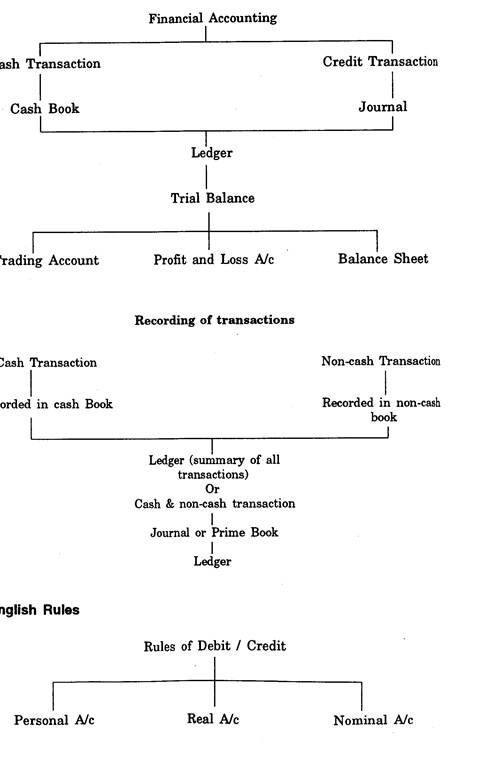 Financial Accounting
ash Transaction
Credit Transaction
Cash Book
Journal
Ledger
Trial Balance
rading Account
Profit and Loss A/c
Balance Sheet
Recording of transactions
Cash Transaction
Non-cash Transaction
orded in cash Book
Recorded in non-cash
book
Ledger (summary of all
transactions)
Or
Cash & non-cash transaction
Journal or Prime Book
Ledger
nglish Rules
Rules of Debit / Credit
Personal A/c
Real A/c
Nominal A/c